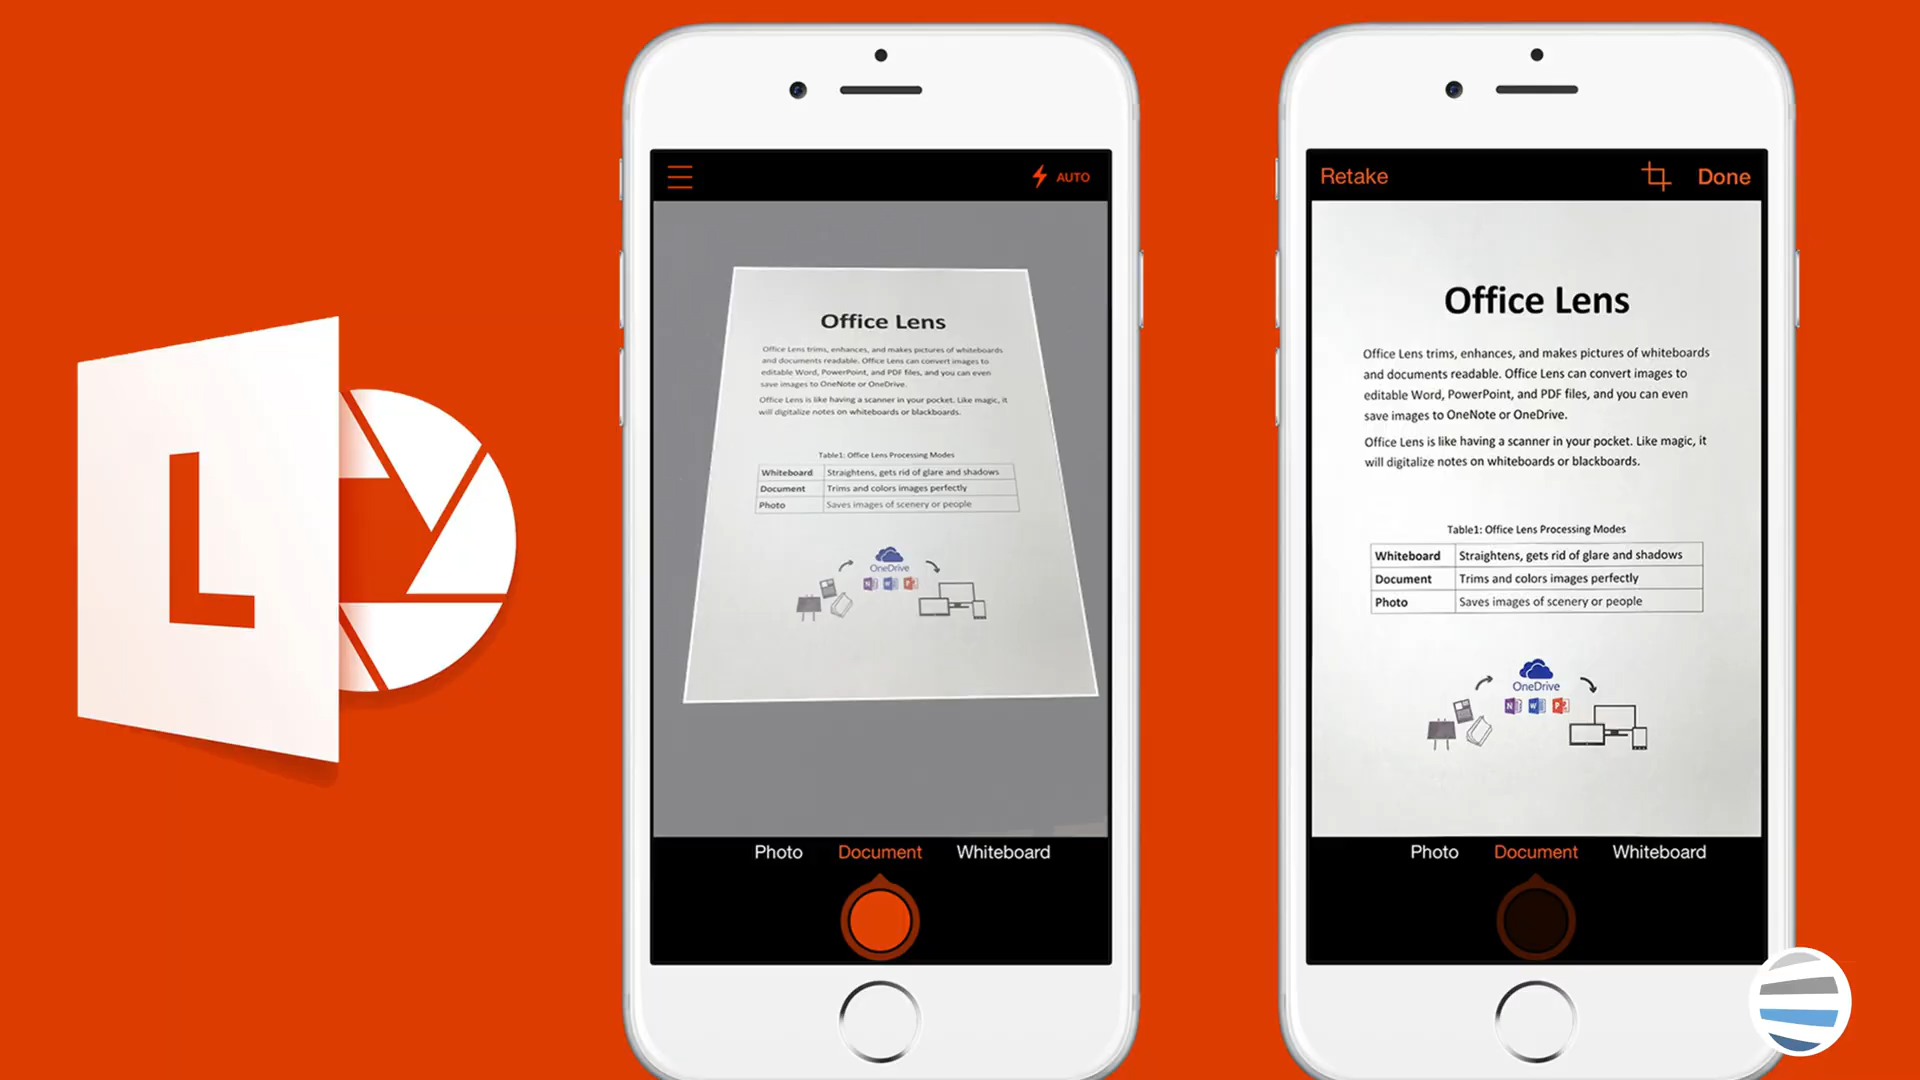 L
AUTO
Office Lens
Office Lens trims, enhances, and makes pictures of whiteboards
and documents readable. Office Lens can convert images to
editable Word, PowerPoint, and PDF files, and you can even
save images to OneNote or OneDrive.
Office Lens is like having a scanner in your pocket. Like magic, it
will digitalize notes on whiteboards or blackboards.
Table1: Office Lens Processing Modes
Whiteboard Straightens, gets rid of glare and shadows
Document Trims and colors images perfectly
Photo Saves images of scenery or people
OneDrive
N W P
Photo Document Whiteboard
Retake Done
Office Lens
Office Lens trims, enhances, and makes pictures of whiteboards
and documents readable. Office Lens can convert images to
editable Word, PowerPoint, and PDF files, and you can even
save images to OneNote or OneDrive.
Office Lens is like having a scanner in your pocket. Like magic, it
will digitalize notes on whiteboards or blackboards.
Table1: Office Lens Processing Modes
Whiteboard Straightens, gets rid of glare and shadows
Document Trims and colors images perfectly
Photo Saves images of scenery or people
OneDrive
N W P
Photo Document Whiteboard